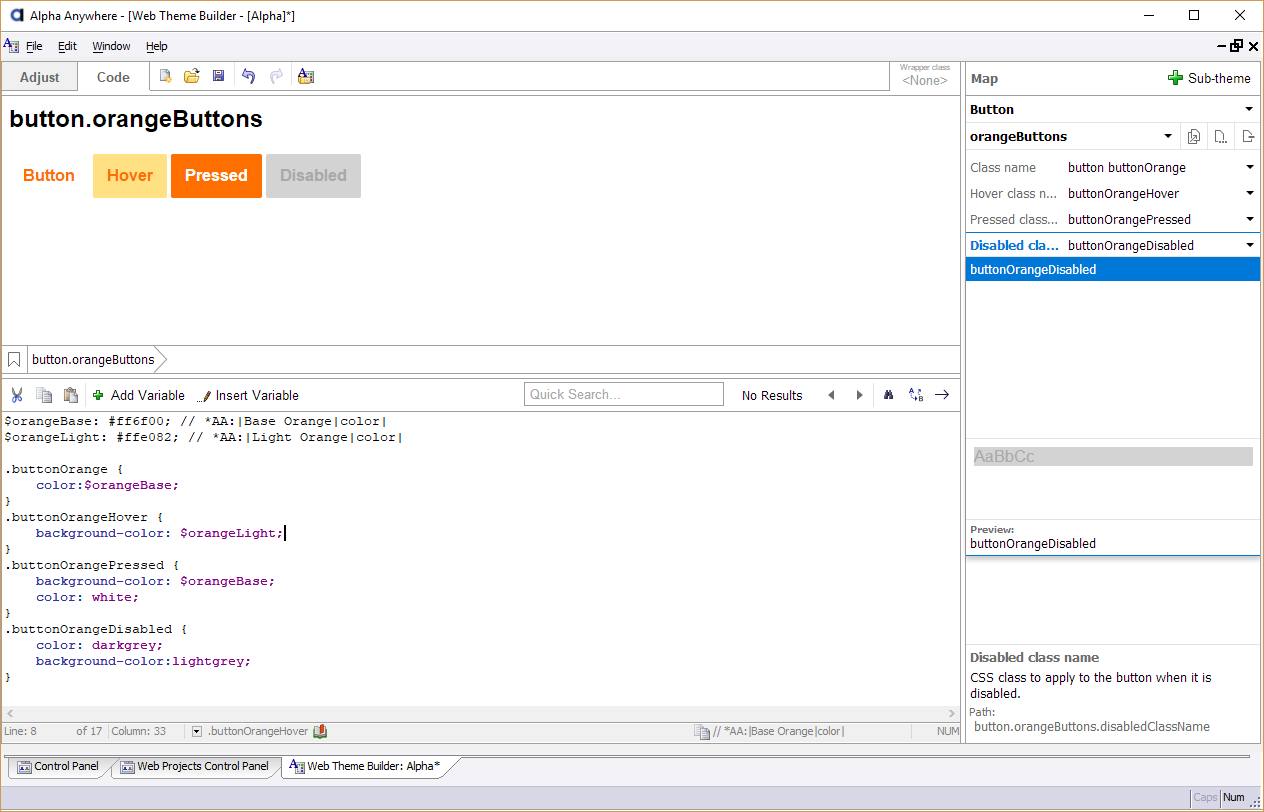 Alpha Anywhere - [Web Theme Builder - [Alpha]*]
File Edit Window Help
Adjust Code
Wrapper class
<None>
button.orangeButtons
Button Hover Pressed Disabled
button.orangeButtons
Add Variable Insert Variable Quick Search... No Results
$orangeBase: #ff6f00; // *AA:|Base Orange|color|
$orangeLight: #ffe082; // *AA:|Light Orange|color|
.buttonOrange {
color:$orangeBase;
}
.buttonOrangeHover {
background-color: $orangeLight;
}
.buttonOrangePressed {
background-color: $orangeBase;
color: white;
}
.buttonOrangeDisabled {
color: darkgrey;
background-color:lightgrey;
}
Line: 8 of 17 Column: 33 .buttonOrangeHover // *AA:|Base Orange|color| NUM
Map Sub-theme
Button
orangeButtons
Class name button buttonOrange
Hover class n... buttonOrangeHover
Pressed class... buttonOrangePressed
Disabled cla... buttonOrangeDisabled
buttonOrangeDisabled
AaBbCc
Preview:
buttonOrangeDisabled
Disabled class name
CSS class to apply to the button when it is
disabled.
Path:
button.orangeButtons.disabledClassName
Control Panel Web Projects Control Panel Web Theme Builder: Alpha*
Caps Num